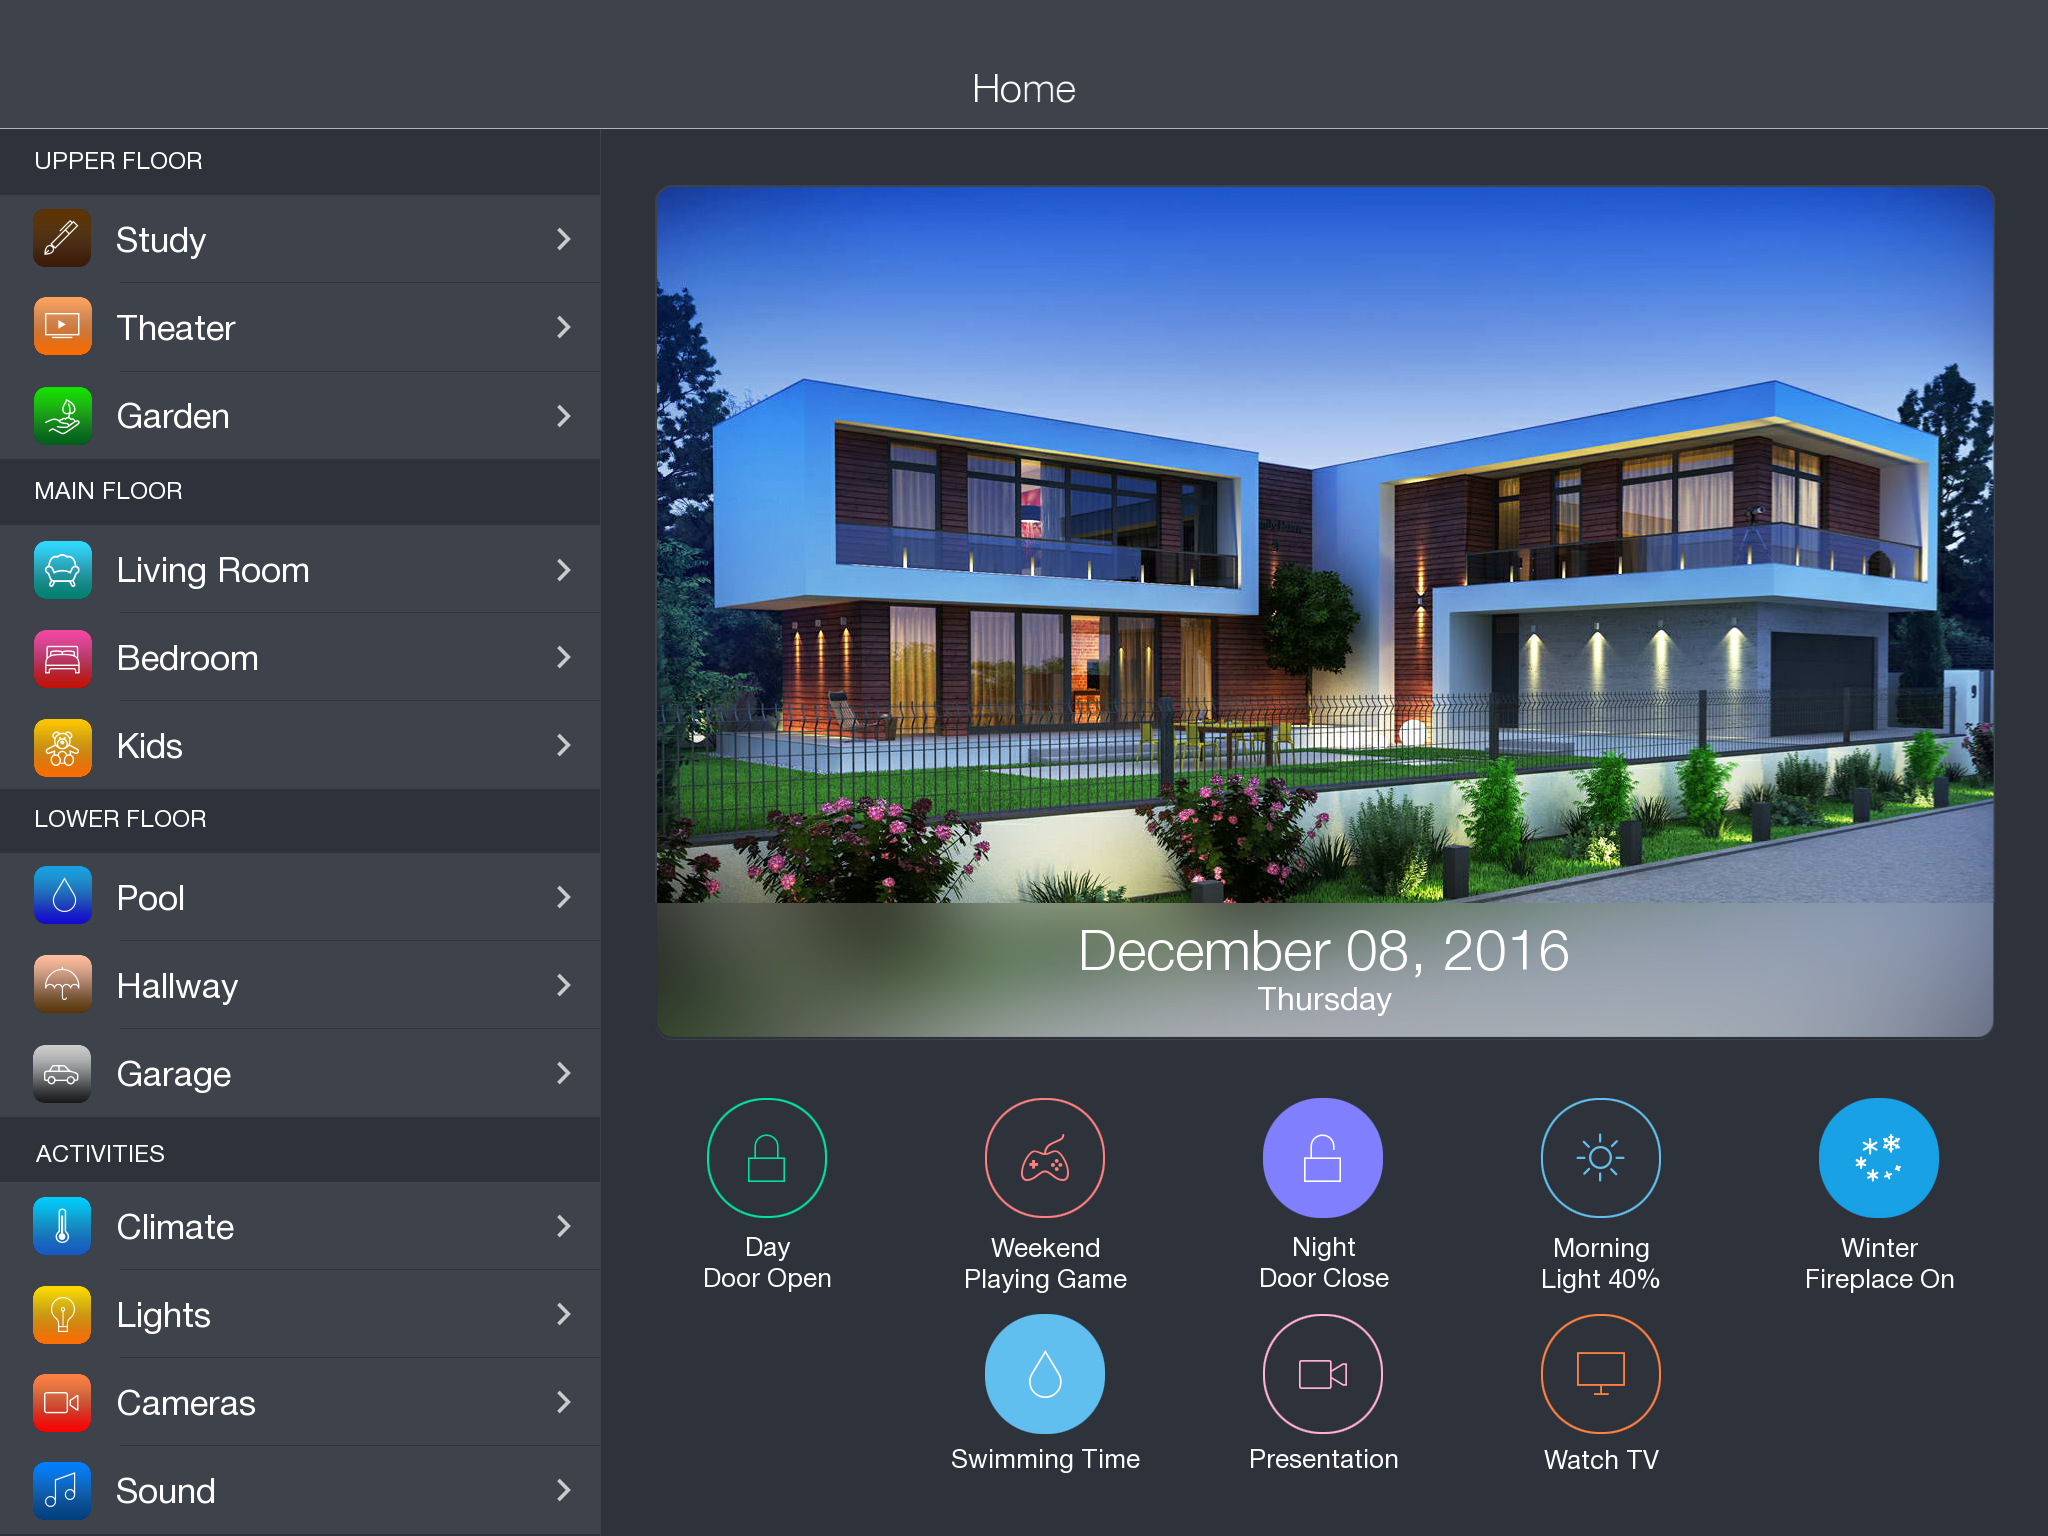 Home
UPPER FLOOR
Study
Theater
Garden
MAIN FLOOR
Living Room
Bedroom
Kids
LOWER FLOOR
Pool
Hallway
Garage
ACTIVITIES
Climate
Lights
Cameras
Sound
December 08, 2016
Thursday
Day
Door Open
Weekend
Playing Game
Night
Door Close
Morning
Light 40%
Winter
Fireplace On
Swimming Time
Presentation
Watch TV